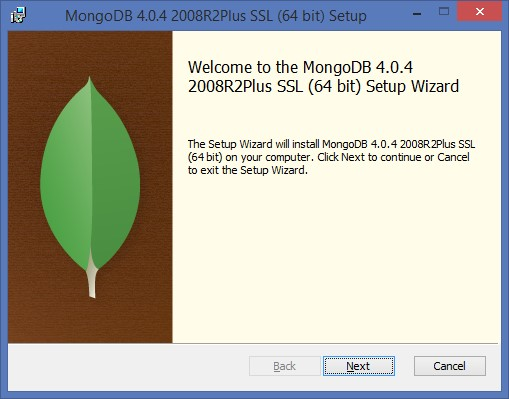 MongoDB 4.0.4 2008R2Plus SSL (64 bit) Setup
Welcome to the MongoDB 4.0.4
2008R2Plus SSL (64 bit) Setup Wizard
The Setup Wizard will install MongoDB 4.0.4 2008R2Plus SSL
(64 bit) on your computer. Click Next to continue or Cancel
to exit the Setup Wizard.
Back
Next
Cancel